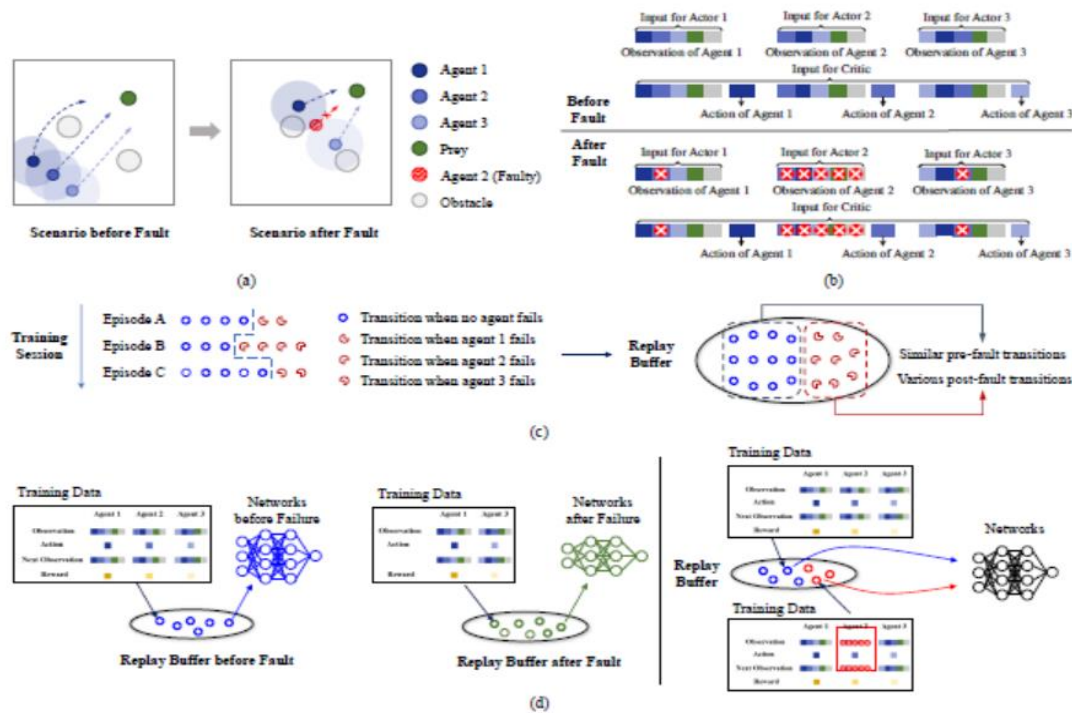 (a)
Agent 1
Agent 2
Agent 3
Prey
Agent 2 (Faulty)
Obstacle
Scenario before Fault
Scenario after Fault
Input for Actor 1
Input for Actor 2
Input for Actor 3
Observation of Agent 1
Observation of Agent 2
Observation of Agent 3
Input for Critic
Before
Fault
Action of Agent 1
Action of Agent 2
Action of Agent 3
After
Fault
Input for Actor 1
Input for Actor 2
Input for Actor 3
Observation of Agent 1
Observation of Agent 2
Observation of Agent 3
Input for Critic
Action of Agent 1
Action of Agent 2
Action of Agent 3
(a)
(b)
Training
Session
Episode A
Episode B
Episode C
Transition when no agent fails
Transition when agent 1 fails
Transition when agent 2 fails
Transition when agent 3 fails
Replay
Buffer
Similar pre-fault transitions
Various post-fault transitions
(c)
Training Data
Agent 1 Agent 2 Agent 3
Observation
Action
Next Observation
Reward
Networks
before Failure
Replay Buffer before Fault
Training Data
Agent 1 Agent 3
Observation
Action
Next Observation
Reward
Networks
after Failure
Replay Buffer after Fault
Training Data
Agent 1 Agent 2 Agent 3
Observation
Action
Next Observation
Reward
Replay
Buffer
Networks
Training Data
Agent 1 Agent 2 Agent 3
Observation
Action
Next Observation
Reward
(d)